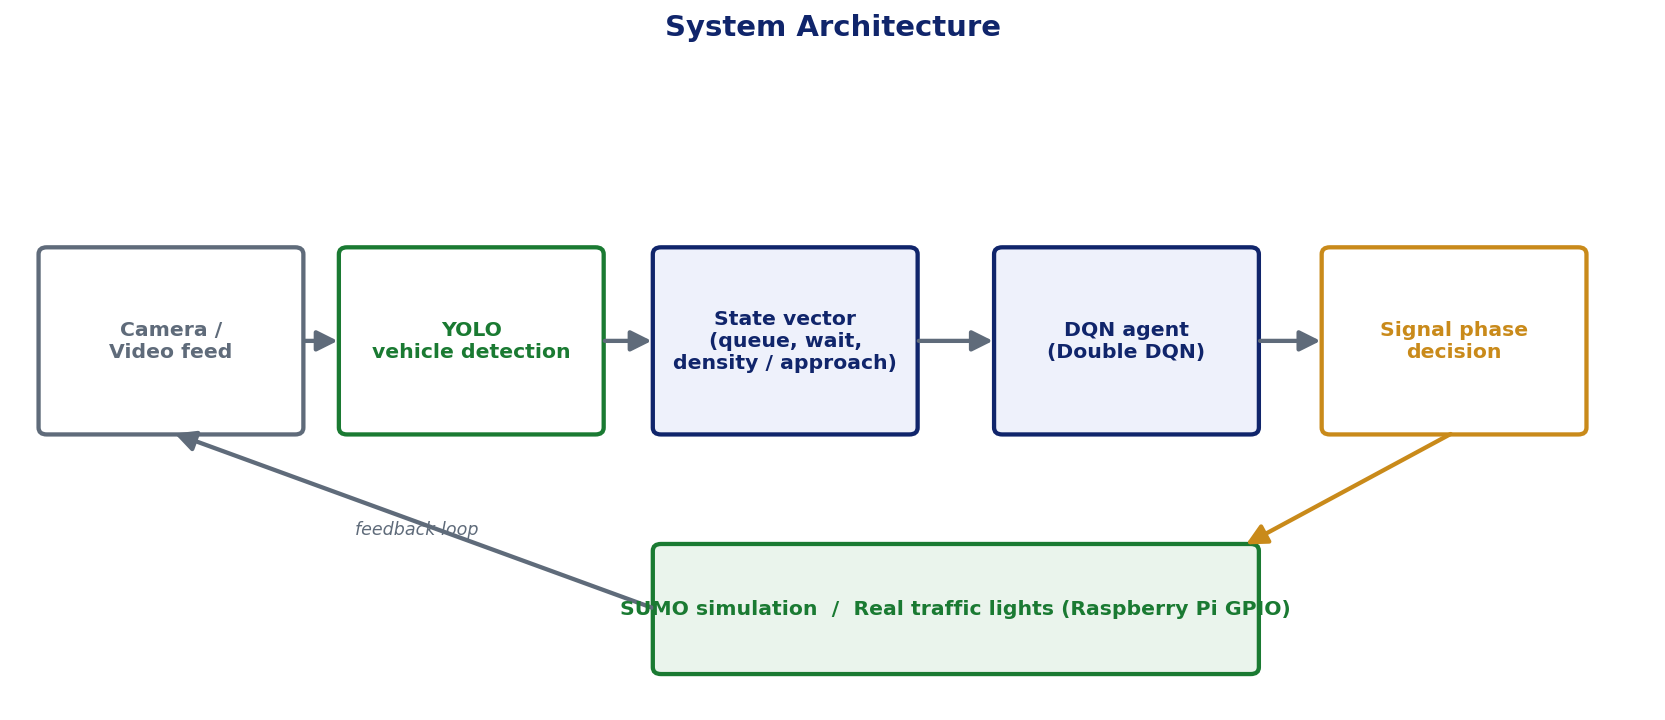 System Architecture
Camera /
Video feed
YOLO
vehicle detection
State vector
(queue, wait,
density / approach)
DQN agent
(Double DQN)
Signal phase
decision
feedback loop
SUMO simulation / Real traffic lights (Raspberry Pi GPIO)